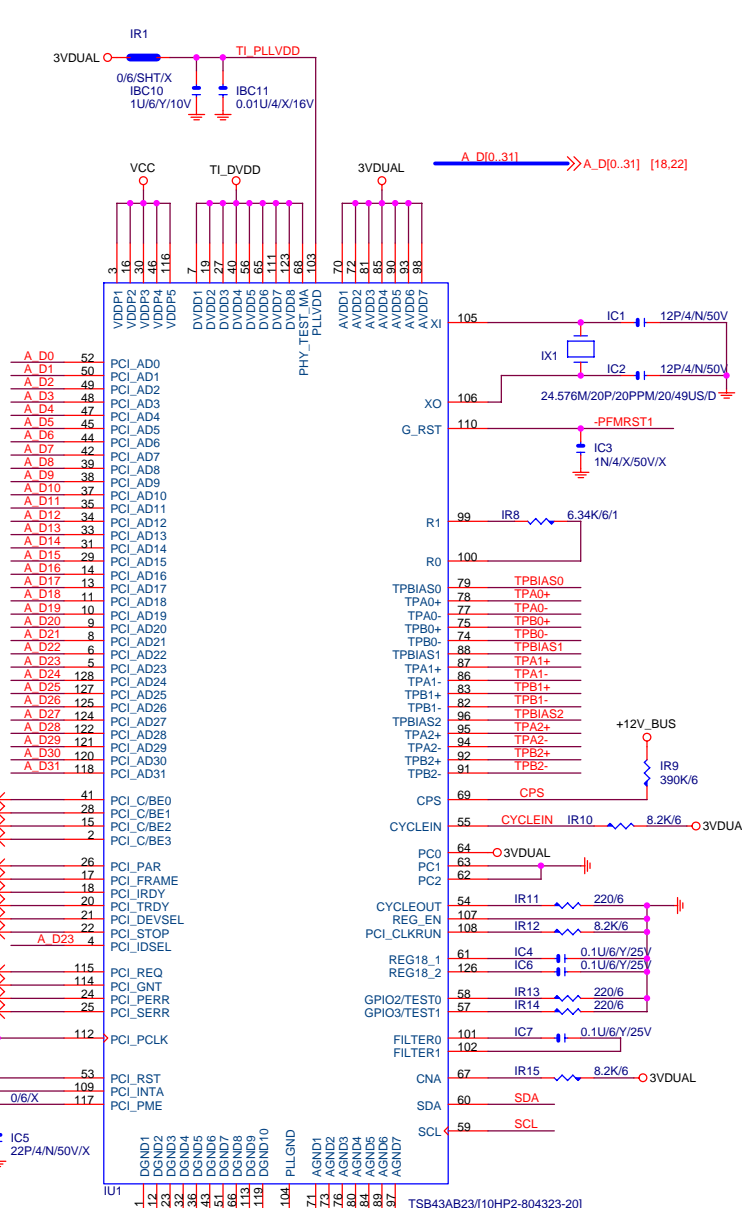 IR1
3VDUAL TI_PLLVDD
0/6/SHT/X
IBC10 IBC11
1U/6/Y/10V 0.01U/4/X/16V
A_D[0..31] A_D[0..31] [18,22]
VCC TI_DVDD 3VDUAL
3 16 30 46 116 7 19 27 40 56 65 111 123 68 103 70 72 81 85 90 93 98
VDDP1 VDDP2 VDDP3 VDDP4 VDDP5 DVDD1 DVDD2 DVDD3 DVDD4 DVDD5 DVDD6 DVDD7 DVDD8 PHY_TEST_MA PLLVDD AVDD1 AVDD2 AVDD3 AVDD4 AVDD5 AVDD6 AVDD7
XI 105 IC1 12P/4/N/50V
IX1
IC2 12P/4/N/50V
24.576M/20P/20PPM/20/49US/D
XO 106
G_RST 110 -PFMRST1
IC3
1N/4/X/50V/X
A_D0 52 PCI_AD0
A_D1 50 PCI_AD1
A_D2 49 PCI_AD2
A_D3 48 PCI_AD3
A_D4 47 PCI_AD4
A_D5 45 PCI_AD5
A_D6 44 PCI_AD6
A_D7 42 PCI_AD7
A_D8 39 PCI_AD8
A_D9 38 PCI_AD9
A_D10 37 PCI_AD10
A_D11 35 PCI_AD11
A_D12 34 PCI_AD12
A_D13 33 PCI_AD13
A_D14 31 PCI_AD14
A_D15 29 PCI_AD15
A_D16 14 PCI_AD16
A_D17 13 PCI_AD17
A_D18 11 PCI_AD18
A_D19 10 PCI_AD19
A_D20 9 PCI_AD20
A_D21 8 PCI_AD21
A_D22 6 PCI_AD22
A_D23 5 PCI_AD23
A_D24 128 PCI_AD24
A_D25 127 PCI_AD25
A_D26 125 PCI_AD26
A_D27 124 PCI_AD27
A_D28 122 PCI_AD28
A_D29 121 PCI_AD29
A_D30 120 PCI_AD30
A_D31 118 PCI_AD31
R1 99 IR8 6.34K/6/1
R0 100
TPBIAS0 79 TPBIAS0
TPA0+ 78 TPA0+
TPA0- 77 TPA0-
TPB0+ 75 TPB0+
TPB0- 74 TPB0-
TPBIAS1 88 TPBIAS1
TPA1+ 87 TPA1+
TPA1- 86 TPA1-
TPB1+ 83 TPB1+
TPB1- 82 TPB1-
TPBIAS2 96 TPBIAS2
TPA2+ 95 TPA2+
TPA2- 94 TPA2-
TPB2+ 92 TPB2+
TPB2- 91 TPB2-
+12V_BUS
IR9
390K/6
41 PCI_C/BE0
28 PCI_C/BE1
15 PCI_C/BE2
2 PCI_C/BE3
CPS 69 CPS
CYCLEIN 55 CYCLEIN IR10 8.2K/6 3VDUA
PC0 64 3VDUAL
PC1 63
PC2 62
26 PCI_PAR
17 PCI_FRAME
18 PCI_IRDY
20 PCI_TRDY
21 PCI_DEVSEL
22 PCI_STOP
A_D23 4 PCI_IDSEL
CYCLEOUT 54 IR11 220/6
REG_EN 107
PCI_CLKRUN 108 IR12 8.2K/6
REG18_1 61 IC4 0.1U/6/Y/25V
REG18_2 126 IC6 0.1U/6/Y/25V
115 PCI_REQ
114 PCI_GNT
24 PCI_PERR
25 PCI_SERR
GPIO2/TEST0 58 IR13 220/6
GPIO3/TEST1 57 IR14 220/6
112 PCI_PCLK
FILTER0 101 IC7 0.1U/6/Y/25V
FILTER1 102
53 PCI_RST
109 PCI_INTA
0/6/X 117 PCI_PME
CNA 67 IR15 8.2K/6 3VDUAL
SDA 60 SDA
SCL 59 SCL
IC5
22P/4/N/50V/X
DGND1 DGND2 DGND3 DGND4 DGND5 DGND6 DGND7 DGND8 DGND9 DGND10 PLLGND AGND1 AGND2 AGND3 AGND4 AGND5 AGND6 AGND7
IU1
1 12 23 32 36 43 51 66 113 119 104 71 73 76 80 84 89 97
TSB43AB23/[10HP2-804323-20]